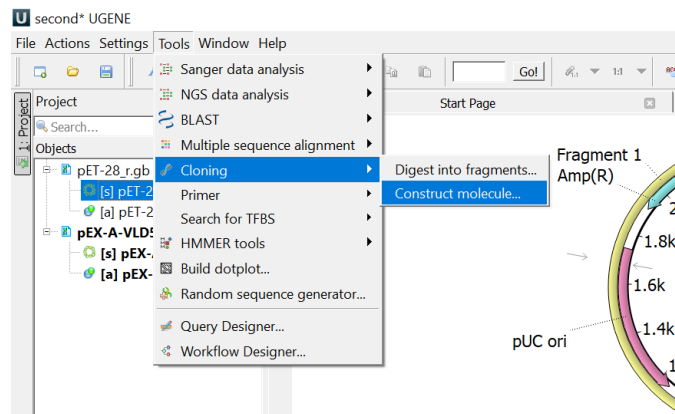 second* UGENE
File Actions Settings Tools Window Help
Go!
1:1
1: Project
Project
Start Page
Search...
Objects
pET-28_r.gb
[s] pET-2
[a] pET-2
pEX-A-VLD5
[s] pEX-
[a] pEX-
Sanger data analysis
NGS data analysis
BLAST
Multiple sequence alignment
Cloning
Primer
Search for TFBS
HMMER tools
Build dotplot...
Random sequence generator...
Query Designer...
Workflow Designer...
Digest into fragments...
Construct molecule...
Fragment 1
Amp(R)
2
1.8k
1.6k
1.4k
pUC ori